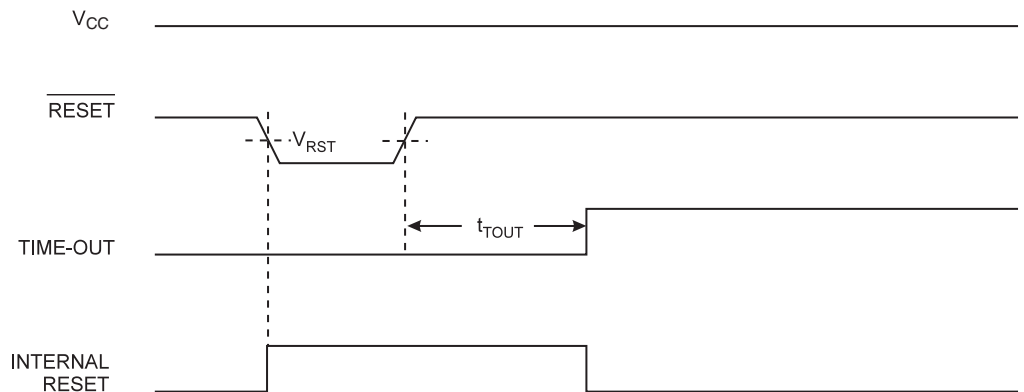 VCC
RESET
VRST
tTOUT
TIME-OUT
INTERNAL
RESET